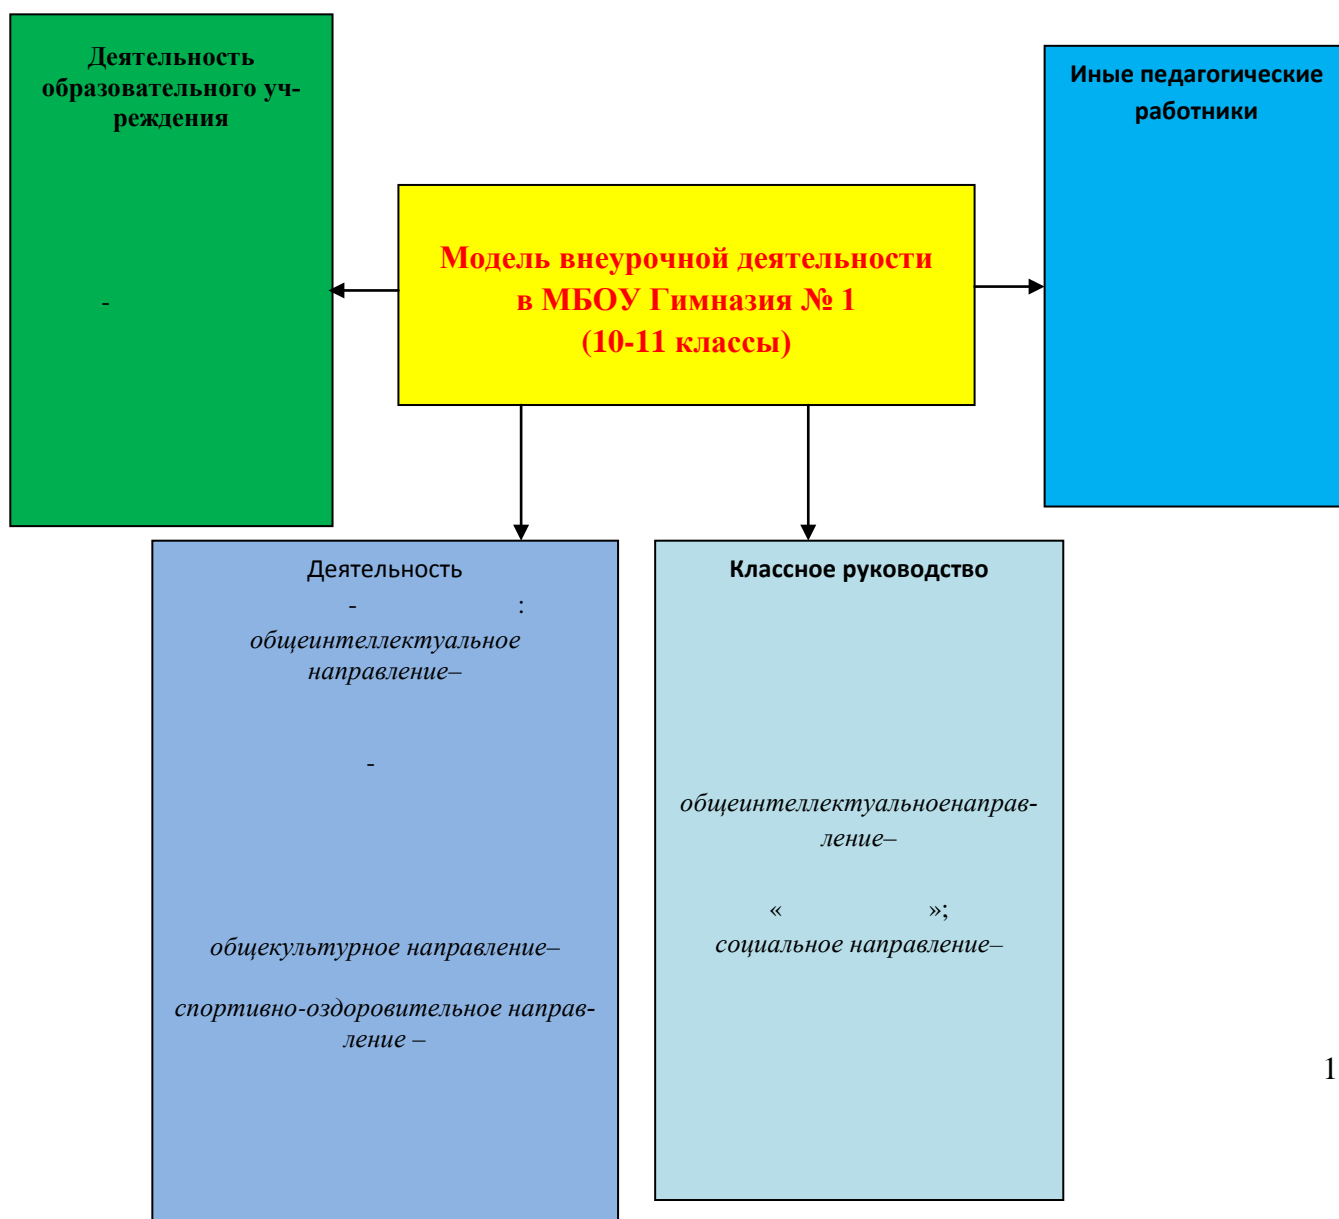 Деятельность
образовательного уч-
реждения
-
Иные педагогические
работники
Модель внеурочной деятельности
в МБОУ Гимназия № 1
(10-11 классы)
Деятельность
- :
общеинтеллектуальное
направление–
-
общекультурное направление–
спортивно-оздоровительное направ-
ление –
Классное руководство
общеинтеллектуальноенаправ-
ление–
« »;
социальное направление–
1